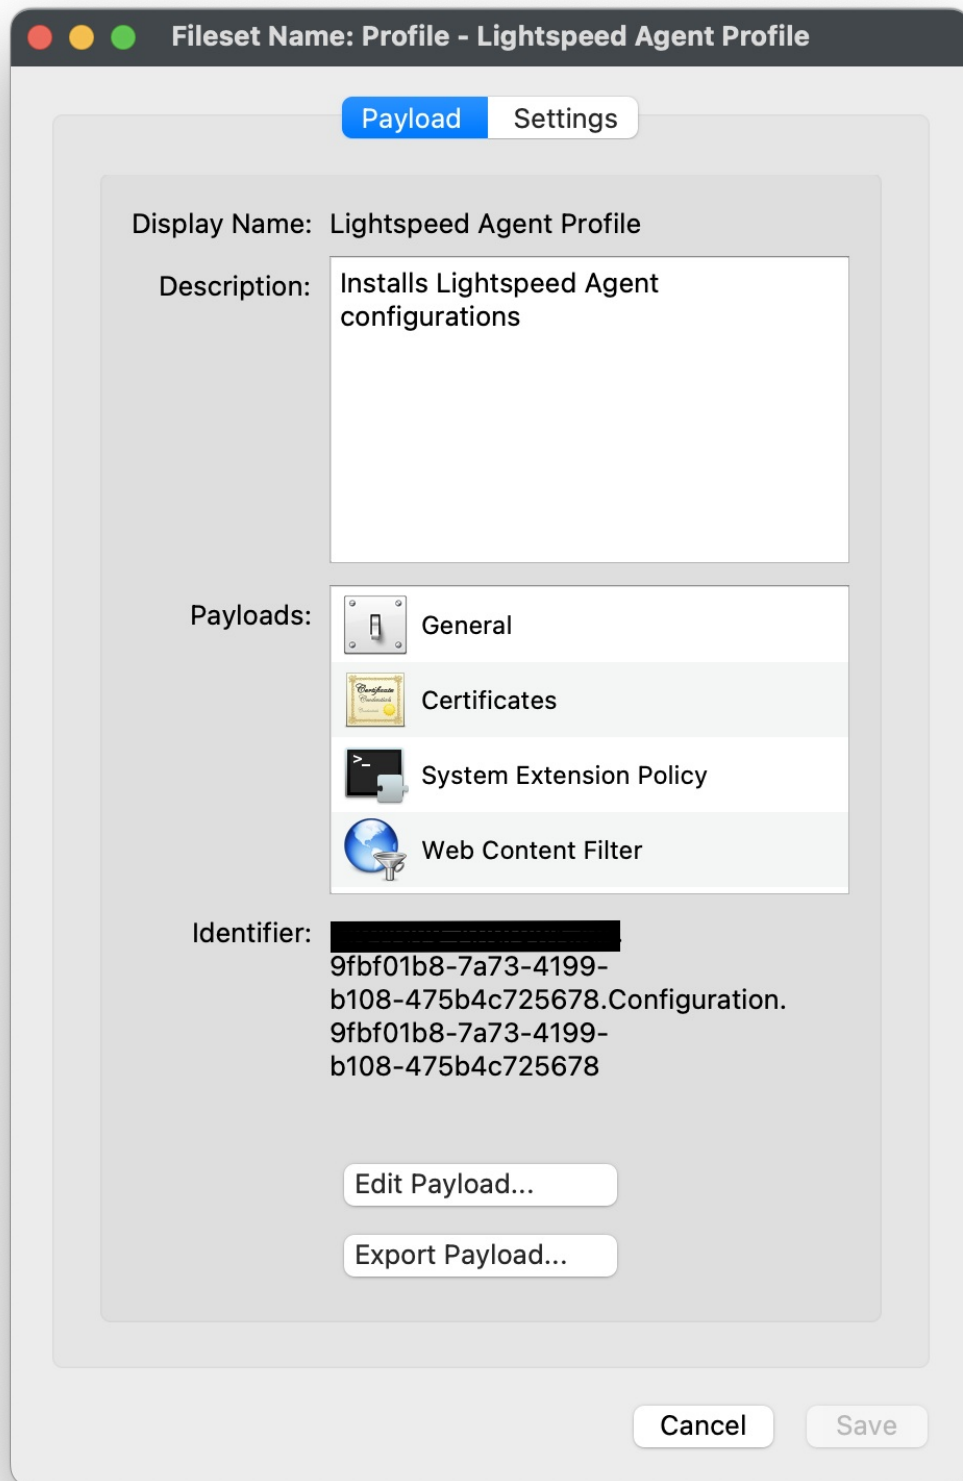 Fileset Name: Profile - Lightspeed Agent Profile
Payload Settings
Display Name: Lightspeed Agent Profile
Description: Installs Lightspeed Agent
configurations
Payloads:
General
Certificate
Certificates
>_
System Extension Policy
Web Content Filter
Identifier:
9fbf01b8-7a73-4199-
b108-475b4c725678.Configuration.
9fbf01b8-7a73-4199-
b108-475b4c725678
Edit Payload...
Export Payload...
Cancel Save